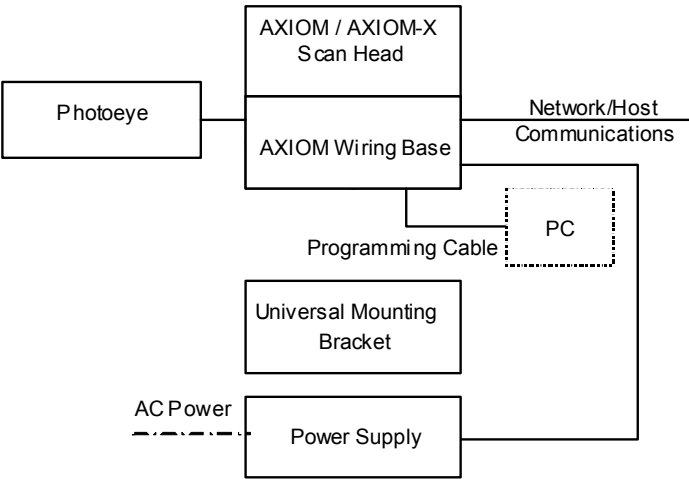 AXIOM / AXIOM-X
Scan Head
Photoeye
AXIOM Wiring Base
Network/Host
Communications
PC
Programming Cable
Universal Mounting
Bracket
AC Power
Power Supply